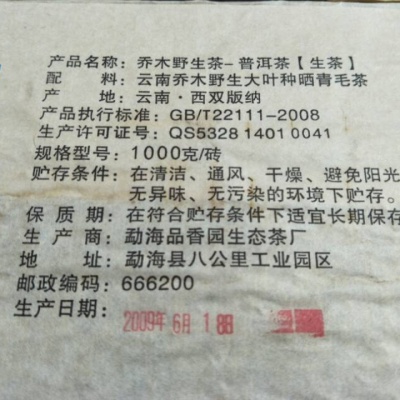 产品名称：乔木野生茶-普洱茶【生茶】
配 料：云南乔木野生大叶种晒青毛茶
产 地：云南·西双版纳
产品执行标准：GB/T22111-2008
生产许可证号：QS5328 1401 0041
规格型号：1000克/砖
贮存条件：在清洁、通风、干燥、避免阳光
无异味、无污染的环境下贮存。
保 质 期：在符合贮存条件下适宜长期保存
生 产 商：勐海品香园生态茶厂
地 址：勐海县八公里工业园区
邮政编码：666200
生产日期：2009年6月18日